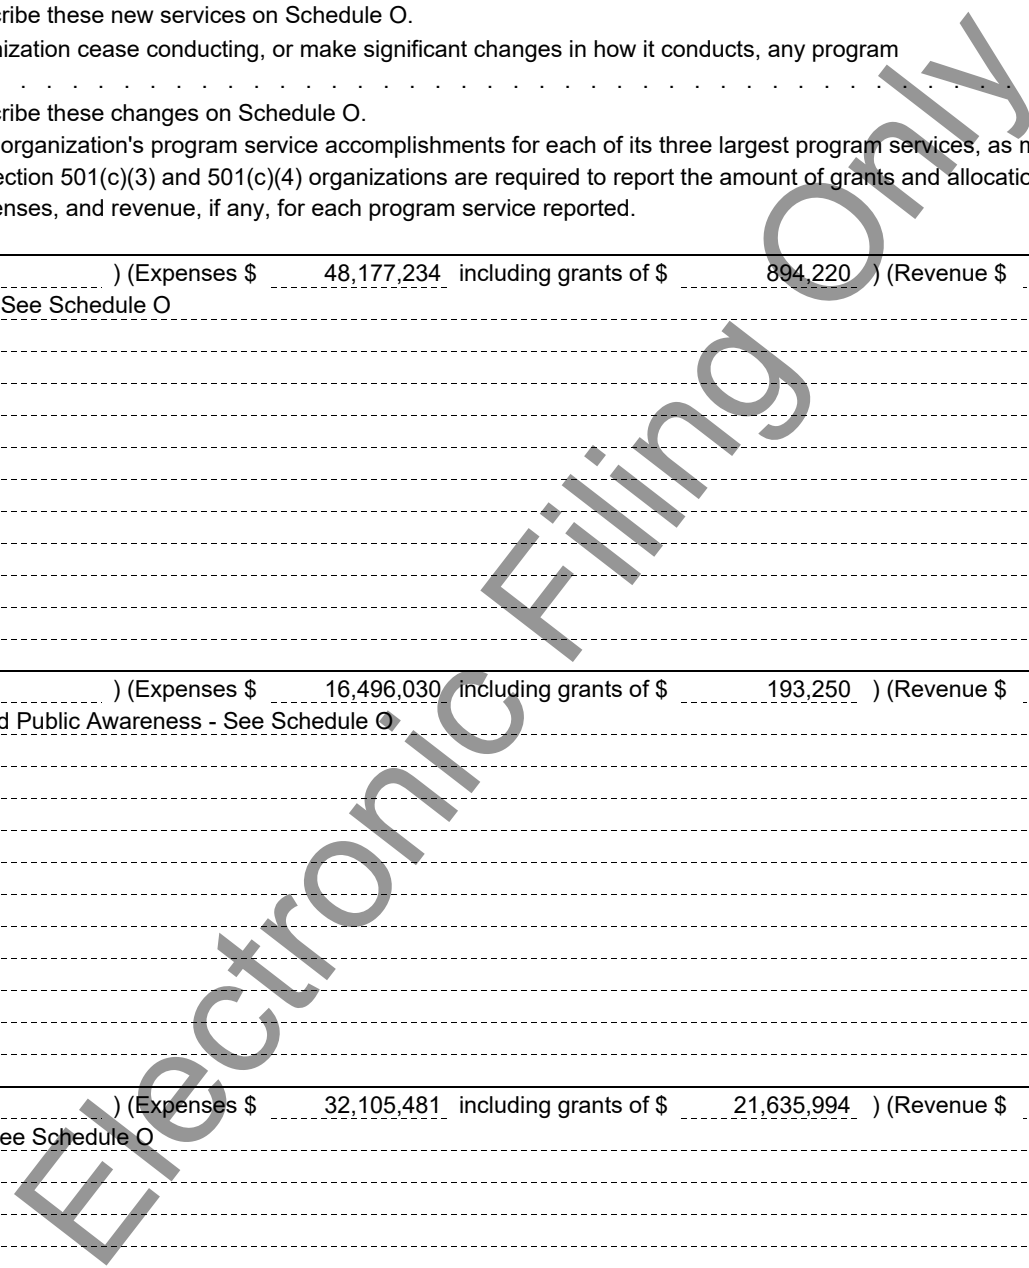 cribe these new services on Schedule O.
nization cease conducting, or make significant changes in how it conducts, any program
. . . . . . . . . . . . . . . . . . . . . . . . . . . . . . . . . . . . . . .
cribe these changes on Schedule O.
organization's program service accomplishments for each of its three largest program services, as m
ection 501(c)(3) and 501(c)(4) organizations are required to report the amount of grants and allocatio
enses, and revenue, if any, for each program service reported.
) (Expenses $ 48,177,234 including grants of $ 894,220 ) (Revenue $
See Schedule O
) (Expenses $ 16,496,030 including grants of $ 193,250 ) (Revenue $
d Public Awareness - See Schedule O
) (Expenses $ 32,105,481 including grants of $ 21,635,994 ) (Revenue $
ee Schedule O
Electronic Filing Only